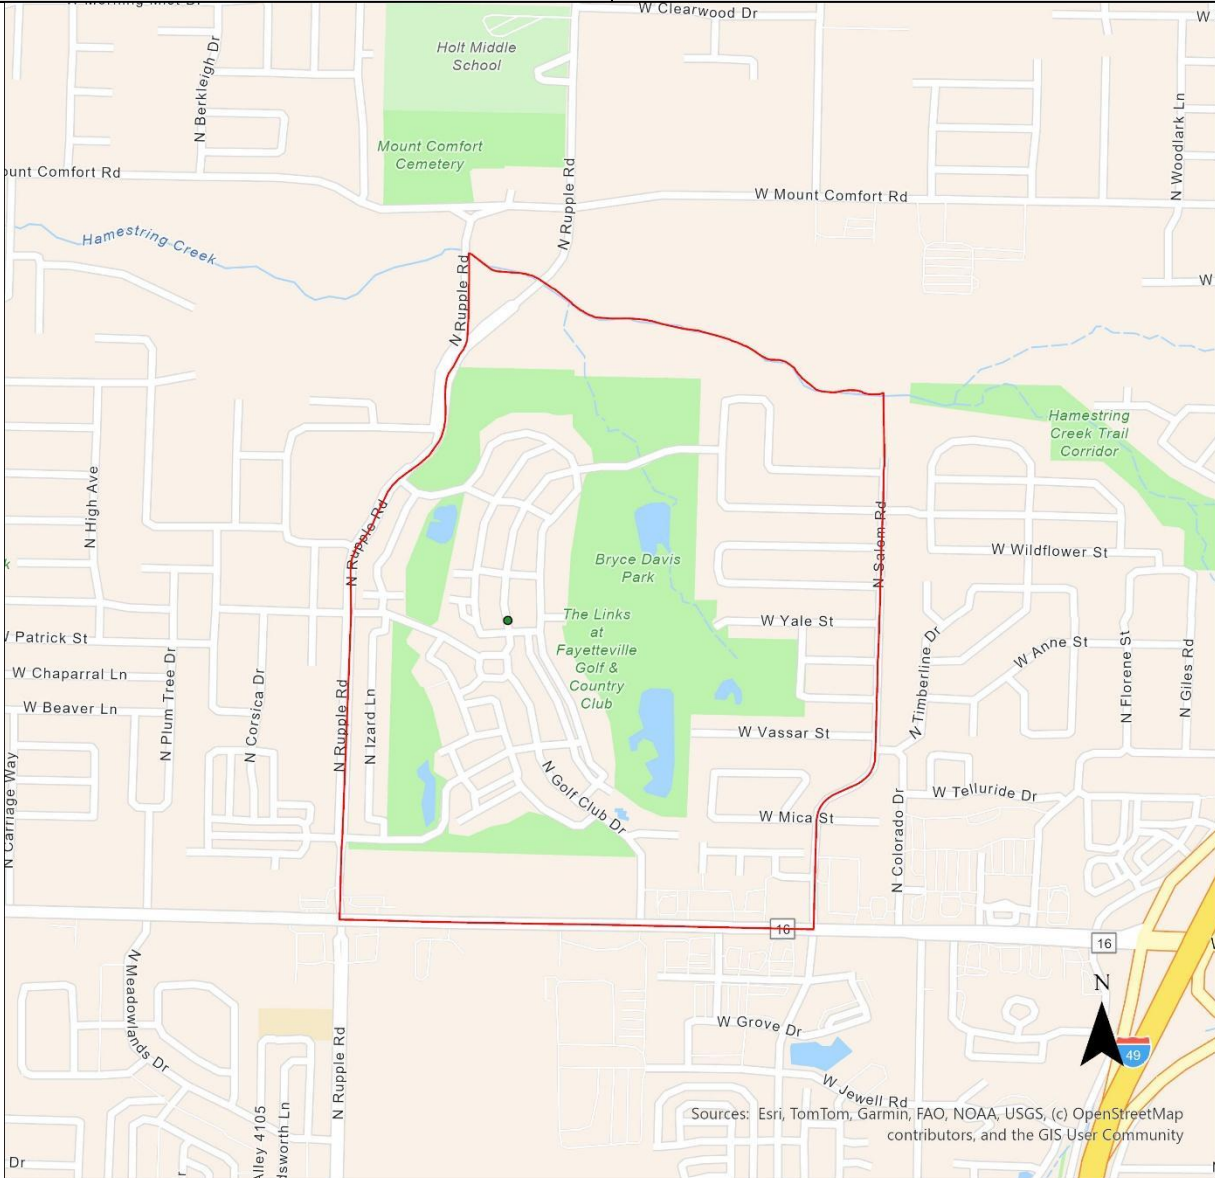 W Clearwood Dr
Holt Middle
School
N Berkleigh Dr
N Woodlark Ln
Mount Comfort
Cemetery
ount Comfort Rd
N Rupple Rd
W Mount Comfort Rd
Hamestring Creek
N Rupple Rd
Hamestring
Creek Trail
Corridor
N High Ave
N Rupple Rd
N Salem Rd
W Wildflower St
Bryce Davis
Park
The Links
at
Fayetteville
Golf &
Country
Club
W Yale St
W Patrick St
W Chaparral Ln
W Beaver Ln
N Plum Tree Dr
N Corsica Dr
N Rupple Rd
N Izard Ln
N Timberline Dr
W Anne St
N Florene St
N Giles Rd
W Vassar St
N Carriage Way
N Golf Club Dr
W Mica St
N Colorado Dr
W Telluride Dr
16
16
N
49
N Meadowlands Dr
W Grove Dr
W Jewell Rd
N Rupple Rd
Alley 4105
dsworth Ln
Dr
Sources: Esri, TomTom, Garmin, FAO, NOAA, USGS, (c) OpenStreetMap
contributors, and the GIS User Community